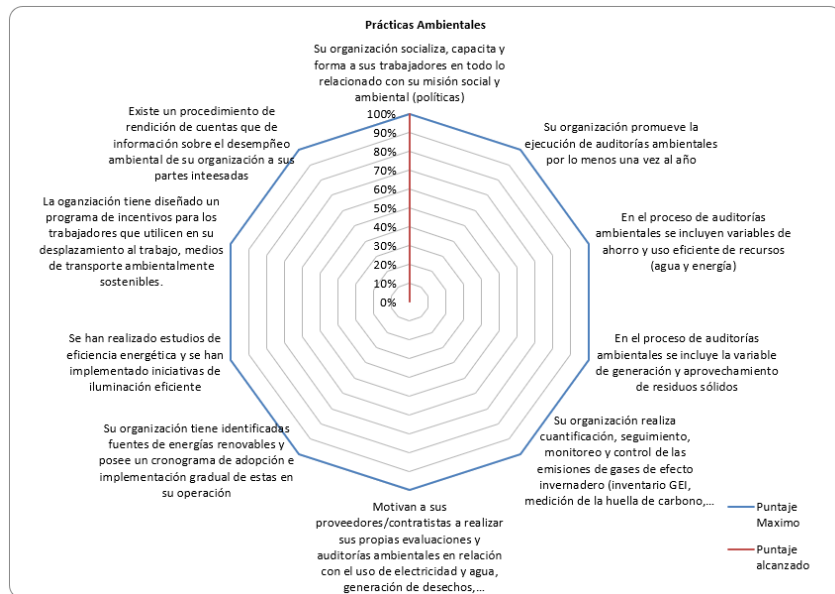 Prácticas Ambientales
Su organización socializa, capacita y
forma a sus trabajadores en todo lo
relacionado con su misión social y
ambiental (políticas)
Su organización promueve la
ejecución de auditorías ambientales
por lo menos una vez al año
En el proceso de auditorías
ambientales se incluyen variables de
ahorro y uso eficiente de recursos
(agua y energía)
En el proceso de auditorías
ambientales se incluye la variable
de generación y aprovechamiento
de residuos sólidos
Su organización realiza
cuantificación, seguimiento,
monitoreo y control de las
emisiones de gases de efecto
invernadero (inventario GEI,
medición de la huella de carbono,...
Motivan a sus
proveedores/contratistas a realizar
sus propias evaluaciones y
auditorías ambientales en relación
con el uso de electricidad y agua,
generación de desechos,...
Su organización tiene identificadas
fuentes de energías renovables y
posee un cronograma de adopción e
implementación gradual de estas en
su operación
Se han realizado estudios de
eficiencia energética y se han
implementado iniciativas de
iluminación eficiente
La oganziación tiene diseñado un
programa de incentivos para los
trabajadores que utilicen en su
desplazamiento al trabajo, medios
de transporte ambientalmente
sostenibles.
Existe un procedimiento de
rendición de cuentas que de
información sobre el desempñeo
ambiental de su organización a sus
partes inteesadas
100%
90%
80%
70%
60%
50%
40%
30%
20%
10%
0%
Puntaje
Maximo
Puntaje
alcanzado